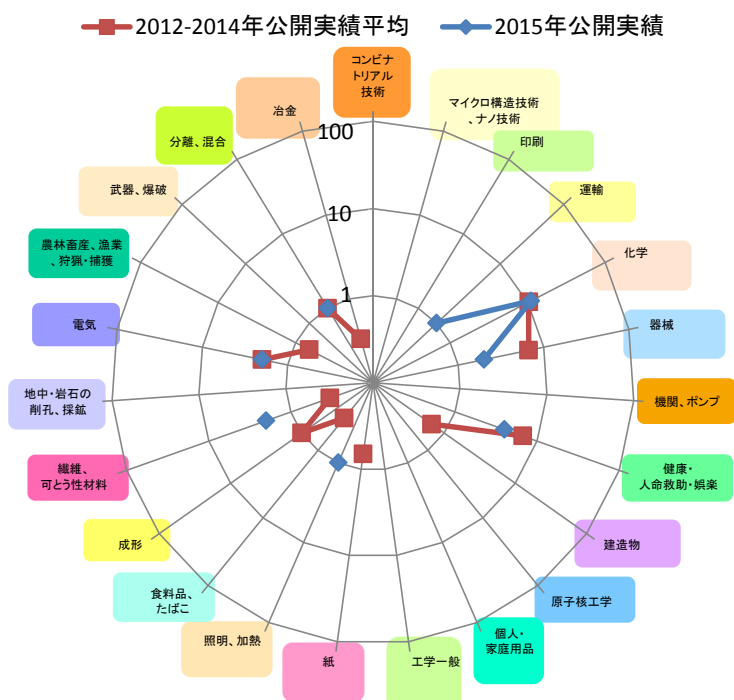 2012-2014年公開実績平均
2015年公開実績
コンビナ
トリアル
技術
マイクロ構造技術
、ナノ技術
印刷
運輸
化学
器械
機関、ポンプ
健康・
人命救助・娯楽
建造物
原子核工学
個人・
家庭用品
工学一般
紙
照明、加熱
食料品、
たばこ
成形
繊維、
可とう性材料
地中・岩石の
削孔、採鉱
電気
農林畜産、漁業
、狩猟・捕獲
武器、爆破
分離、混合
冶金
100
10
1